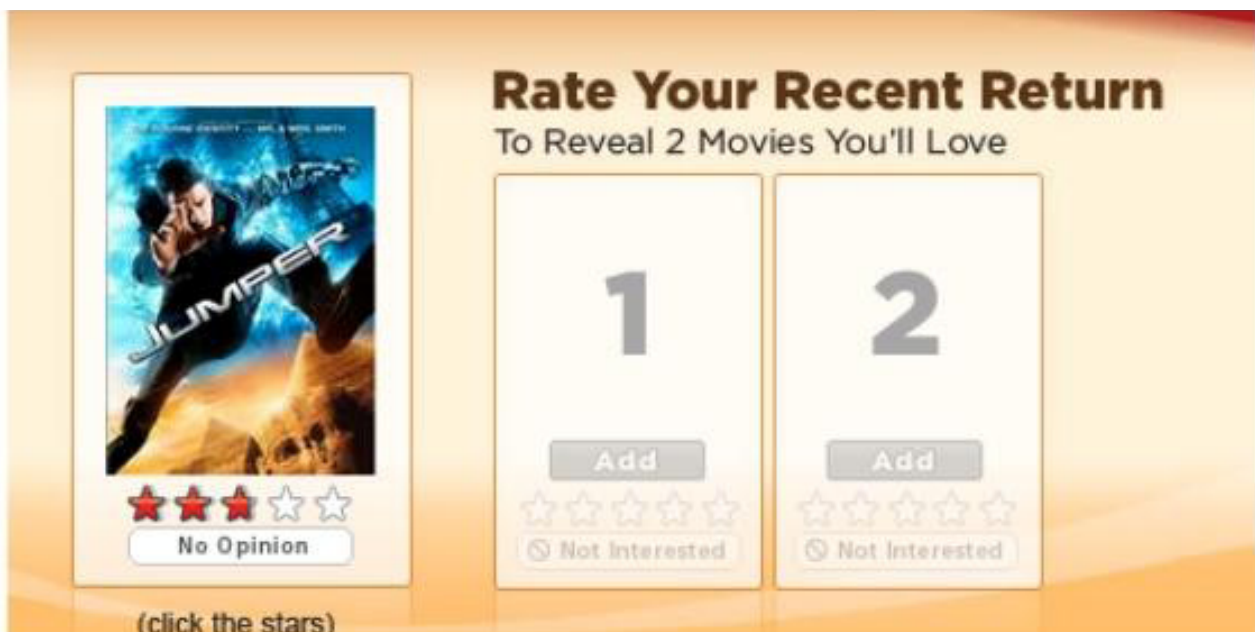 Rate Your Recent Return
To Reveal 2 Movies You'll Love
JUMPER
No Opinion
(click the stars)
1
Add
Not Interested
2
Add
Not Interested